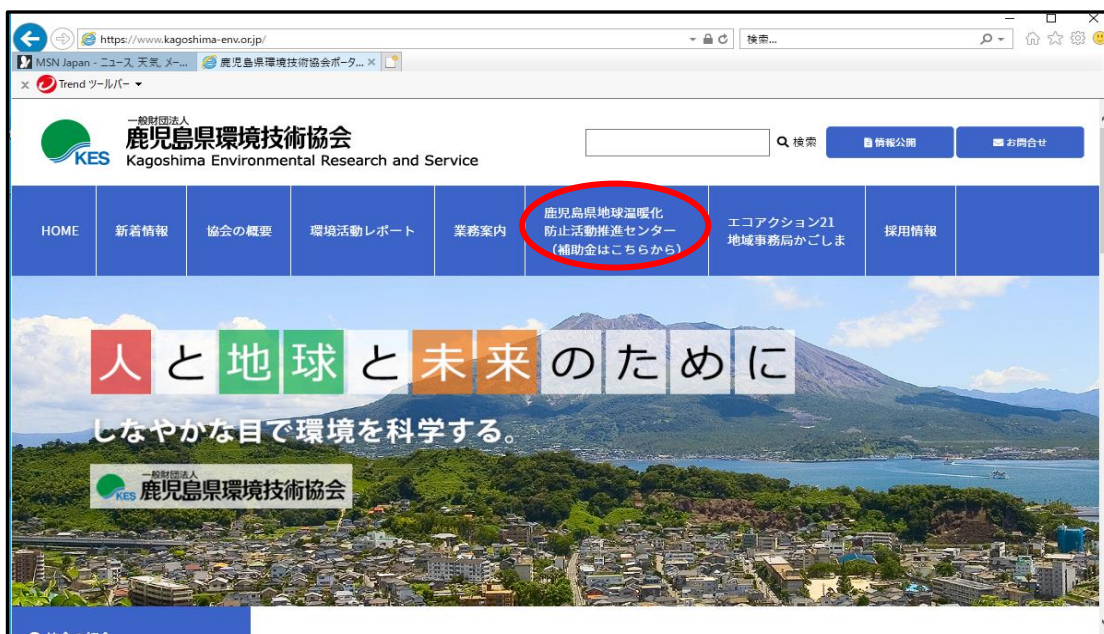 https://www.kagoshima-env.or.jp/
検索...
MSN Japan - ニュース, 天気, メー...
鹿児島県環境技術協会ポータ...
x Trend ツールバー
一般財団法人
鹿児島県環境技術協会
KES
Kagoshima Environmental Research and Service
検索
情報公開
お問合せ
HOME
新着情報
協会の概要
環境活動レポート
業務案内
鹿児島県地球温暖化
防止活動推進センター
(補助金はこちらから)
エコアクション21
地域事務局かごしま
採用情報
人と地球と未来のために
しなやかな目で環境を科学する。
一般財団法人
KES 鹿児島県環境技術協会